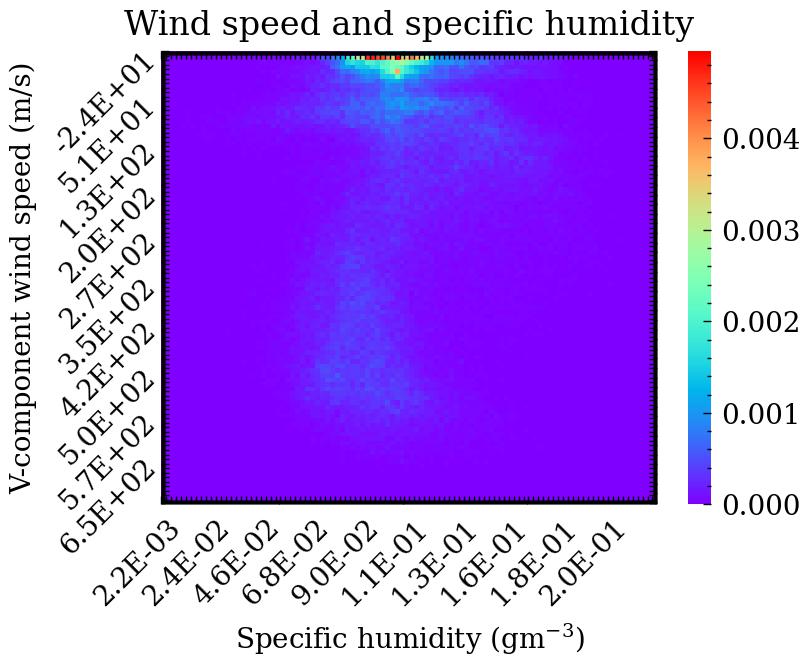 Wind speed and specific humidity
V-component wind speed (m/s)
-2.4E+01
5.1E+01
1.3E+02
2.0E+02
2.7E+02
3.5E+02
4.2E+02
5.0E+02
5.7E+02
6.5E+02
2.2E-03
2.4E-02
4.6E-02
6.8E-02
9.0E-02
1.1E-01
1.3E-01
1.6E-01
1.8E-01
2.0E-01
Specific humidity (gm⁻³)
0.004
0.003
0.002
0.001
0.000